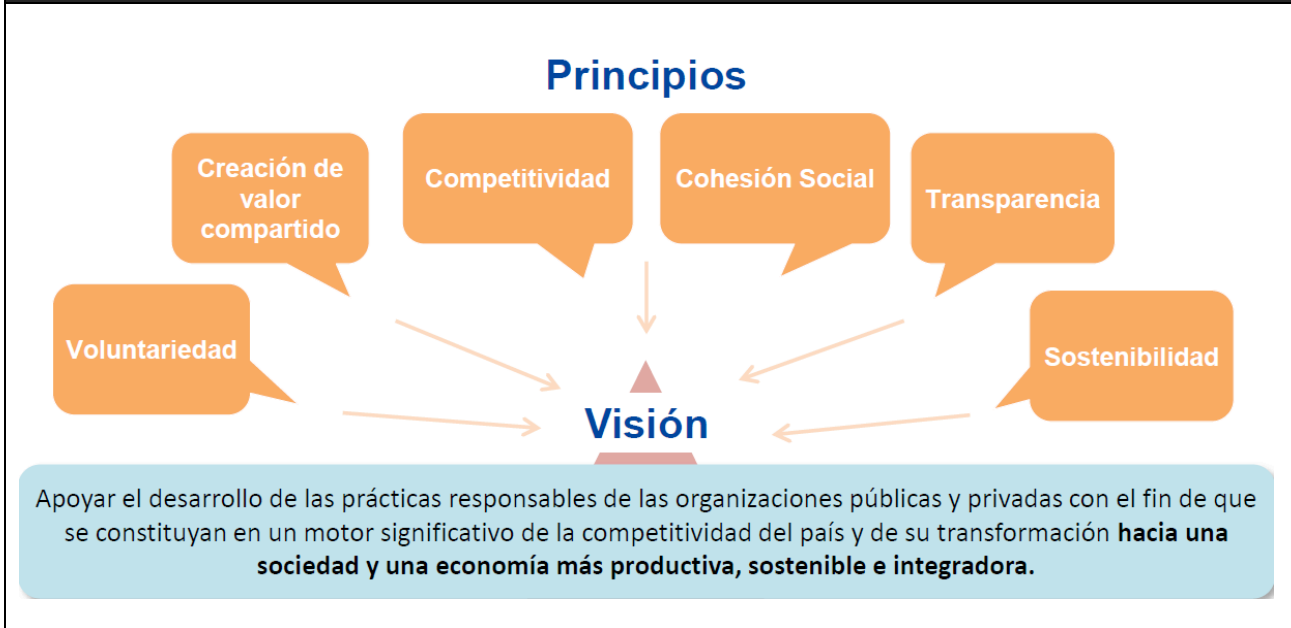 Principios
Creación de
valor
compartido
Competitividad
Cohesión Social
Transparencia
Voluntariedad
Sostenibilidad
Visión
Apoyar el desarrollo de las prácticas responsables de las organizaciones públicas y privadas con el fin de que
se constituyan en un motor significativo de la competitividad del país y de su transformación hacia una
sociedad y una economía más productiva, sostenible e integradora.